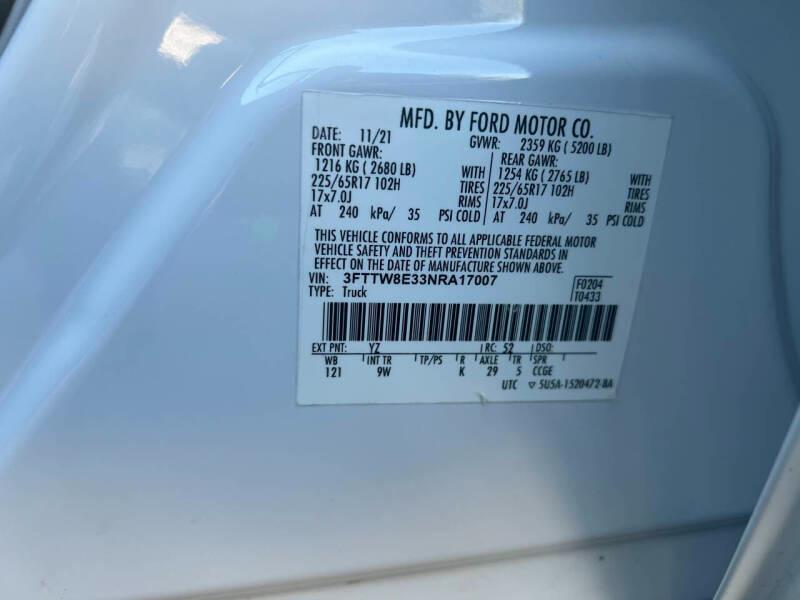 MFD. BY FORD MOTOR CO.
DATE: 11/21 GVWR: 2359 KG ( 5200 LB)
FRONT GAWR: REAR GAWR:
1216 KG ( 2680 LB) WITH 1254 KG ( 2765 LB) WITH
225/65R17 102H TIRES 225/65R17 102H TIRES
17x7.0J RIMS 17x7.0J RIMS
AT 240 kPa/ 35 PSI COLD AT 240 kPa/ 35 PSI COLD
THIS VEHICLE CONFORMS TO ALL APPLICABLE FEDERAL MOTOR
VEHICLE SAFETY AND THEFT PREVENTION STANDARDS IN
EFFECT ON THE DATE OF MANUFACTURE SHOWN ABOVE.
VIN: 3FTTW8E33NRA17007 F0204
TYPE: Truck T0433
EXT PNT: YZ RC: 52 DSO:
WB INT TR TP/PS R AXLE TR SPR
121 9W K 29 5 CCGE
UTC ▽ 5U5A-1520472-BA